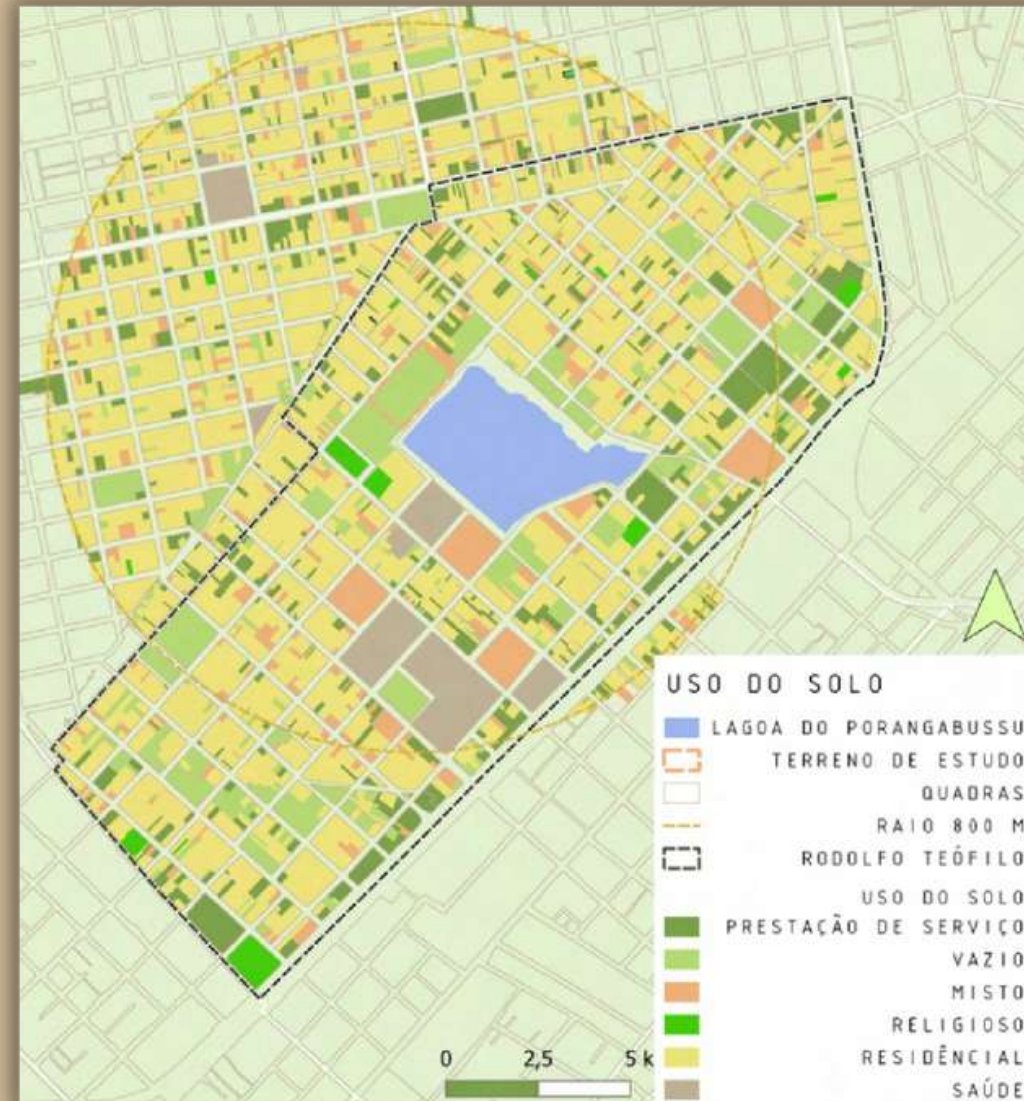 USO DO SOLO
LAGOA DO PORANGABUSSU
TERRENO DE ESTUDO
QUADRAS
RAIO 800 M
RODOLFO TEÓFILO
USO DO SOLO
PRESTAÇÃO DE SERVIÇO
VAZIO
MISTO
RELIGIOSO
RESIDÊNCIAL
SAÚDE
0 2,5 5 k